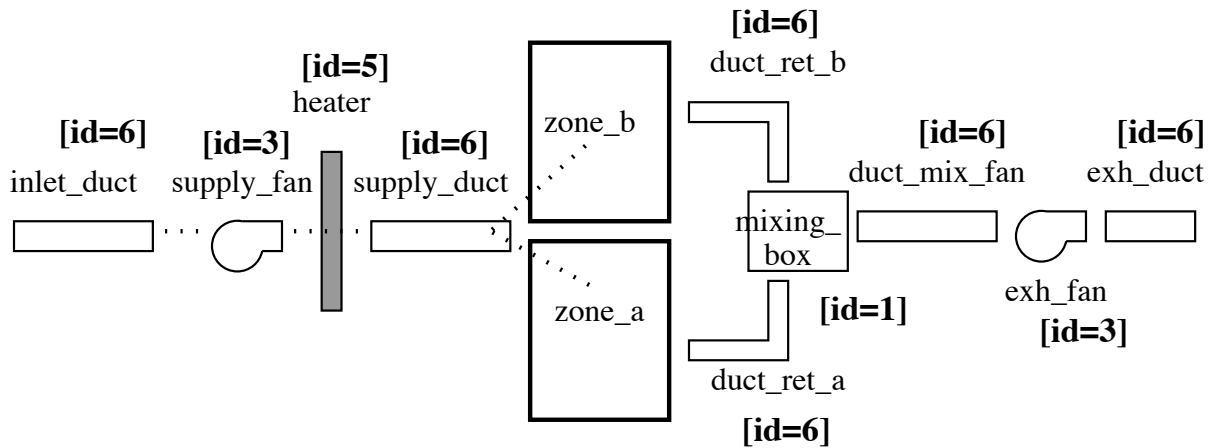 [id=6]
inlet_duct
[id=3]
supply_fan
[id=5]
heater
[id=6]
supply_duct
zone_b
zone_a
[id=6]
duct_ret_b
mixing_
box
[id=1]
duct_ret_a
[id=6]
[id=6]
duct_mix_fan
exh_fan
[id=3]
[id=6]
exh_duct